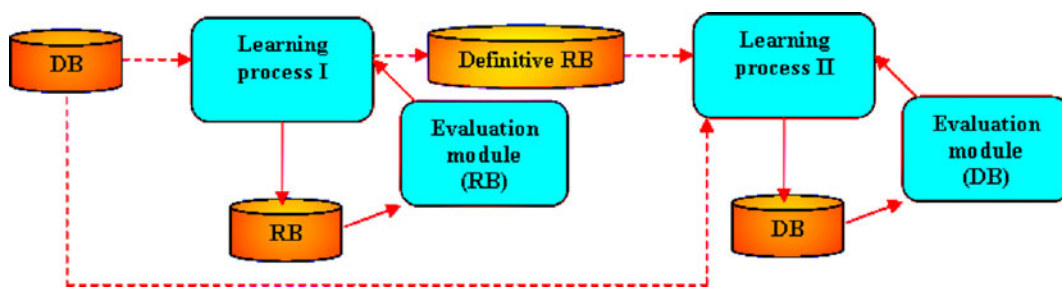 DB
Learning
process I
Definitive RB
Learning
process II
Evaluation
module
(RB)
Evaluation
module
(DB)
RB
DB